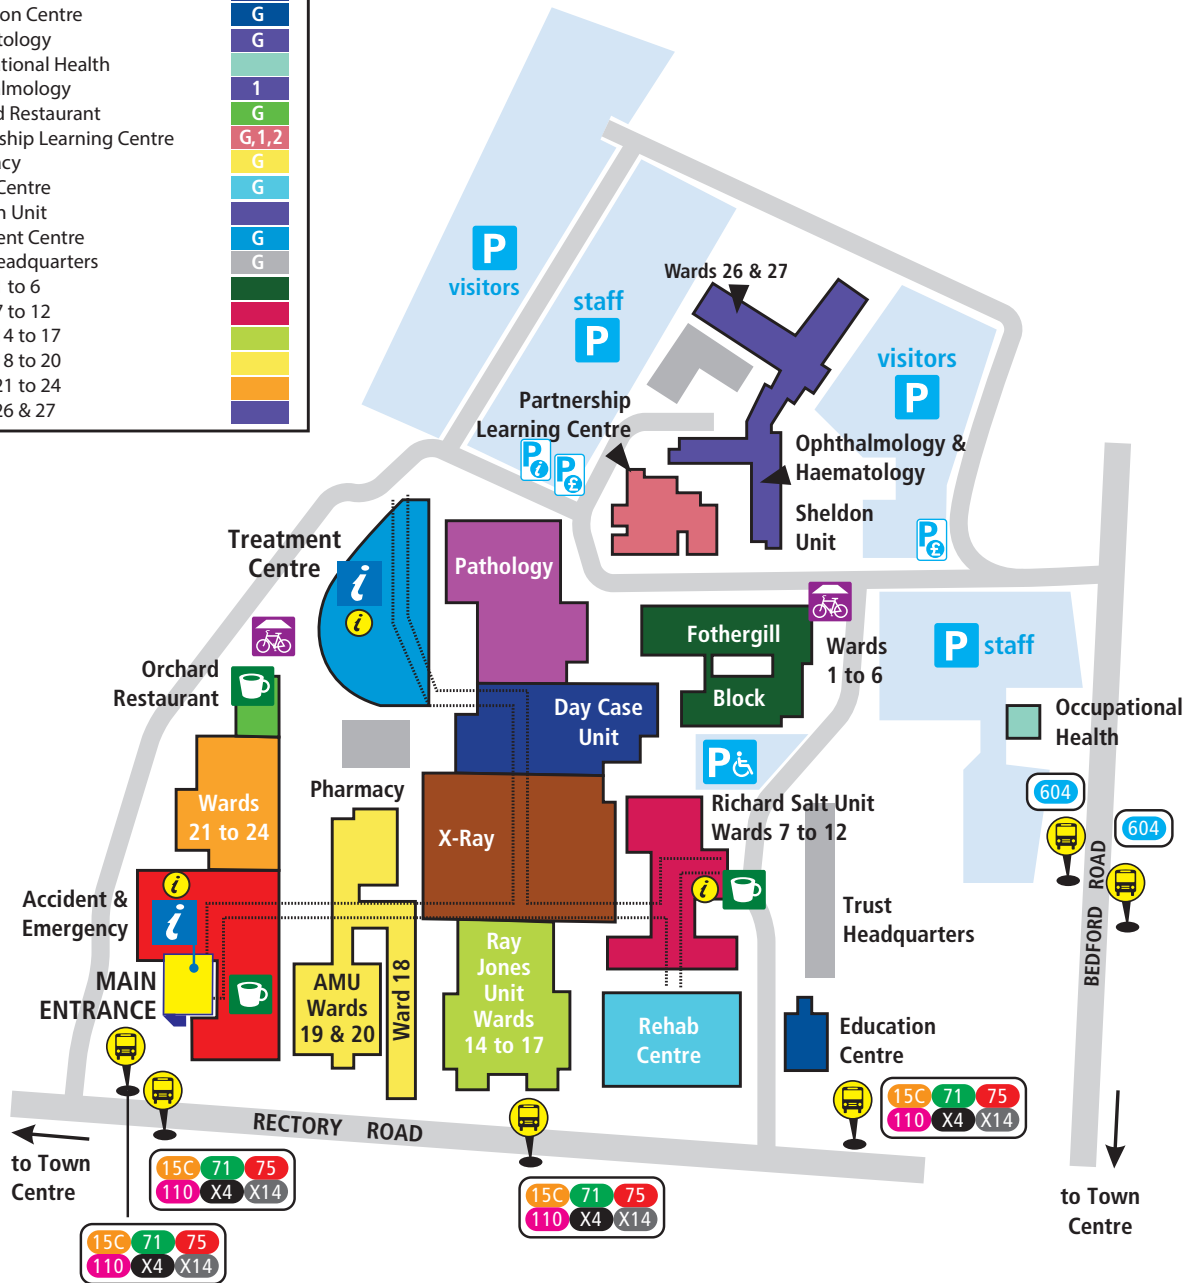 on Centre G
tology G
tional Health
almology 1
d Restaurant G
ship Learning Centre G,1,2
cy G
Centre G
n Unit
ent Centre G
eadquarters G
to 6
7 to 12
4 to 17
8 to 20
21 to 24
26 & 27
P
visitors
staff
P
Wards 26 & 27
visitors
P
Partnership
Learning Centre
P i
P £
Ophthalmology &
Haematology
Sheldon
Unit
P £
Treatment
Centre
i
i
Pathology
Fothergill
Block
Wards
1 to 6
P staff
Orchard
Restaurant
Day Case
Unit
Occupational
Health
P
Pharmacy
Wards
21 to 24
X-Ray
Richard Salt Unit
Wards 7 to 12
604
604
BEDFORD ROAD
Accident &
Emergency
i
i
i
Trust
Headquarters
MAIN
ENTRANCE
AMU
Wards
19 & 20
Ward 18
Ray
Jones
Unit
Wards
14 to 17
Rehab
Centre
Education
Centre
15C 71 75
110 X4 X14
RECTORY ROAD
to Town
Centre
15C 71 75
110 X4 X14
15C 71 75
110 X4 X14
to Town
Centre
15C 71 75
110 X4 X14